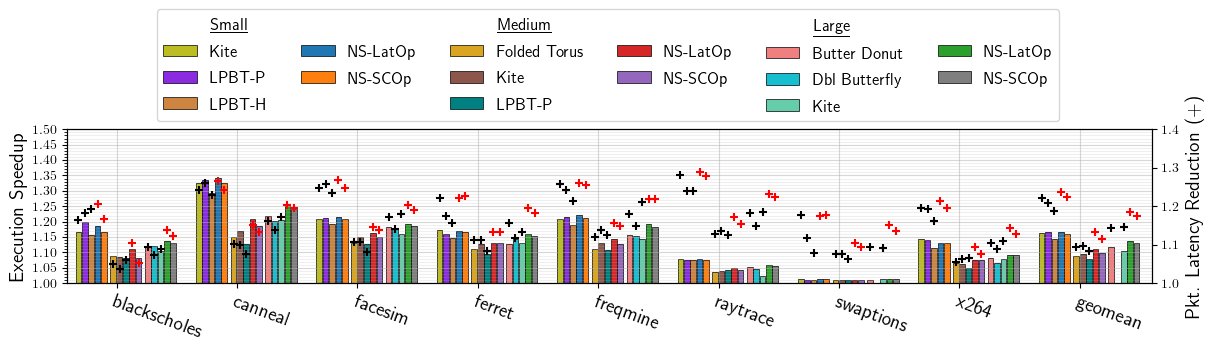 Small Medium Large
Kite NS-LatOp Folded Torus NS-LatOp Butter Donut NS-LatOp
LPBT-P NS-SCOp Kite NS-SCOp Dbl Butterfly NS-SCOp
LPBT-H LPBT-P Kite
Execution Speedup
1.50
1.45
1.40
1.35
1.30
1.25
1.20
1.15
1.10
1.05
1.00
1.4
1.3
1.2
1.1
1.0
Pkt. Latency Reduction (+)
blackscholes canneal facesim ferret freqmine raytrace swaptions x264 geomean